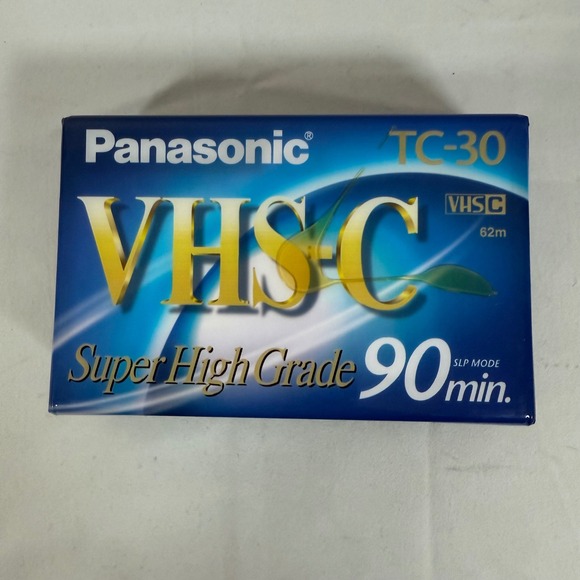 Panasonic® TC-30
VHS-C
VHS C
62m
Super High Grade 90 min.
SLP MODE